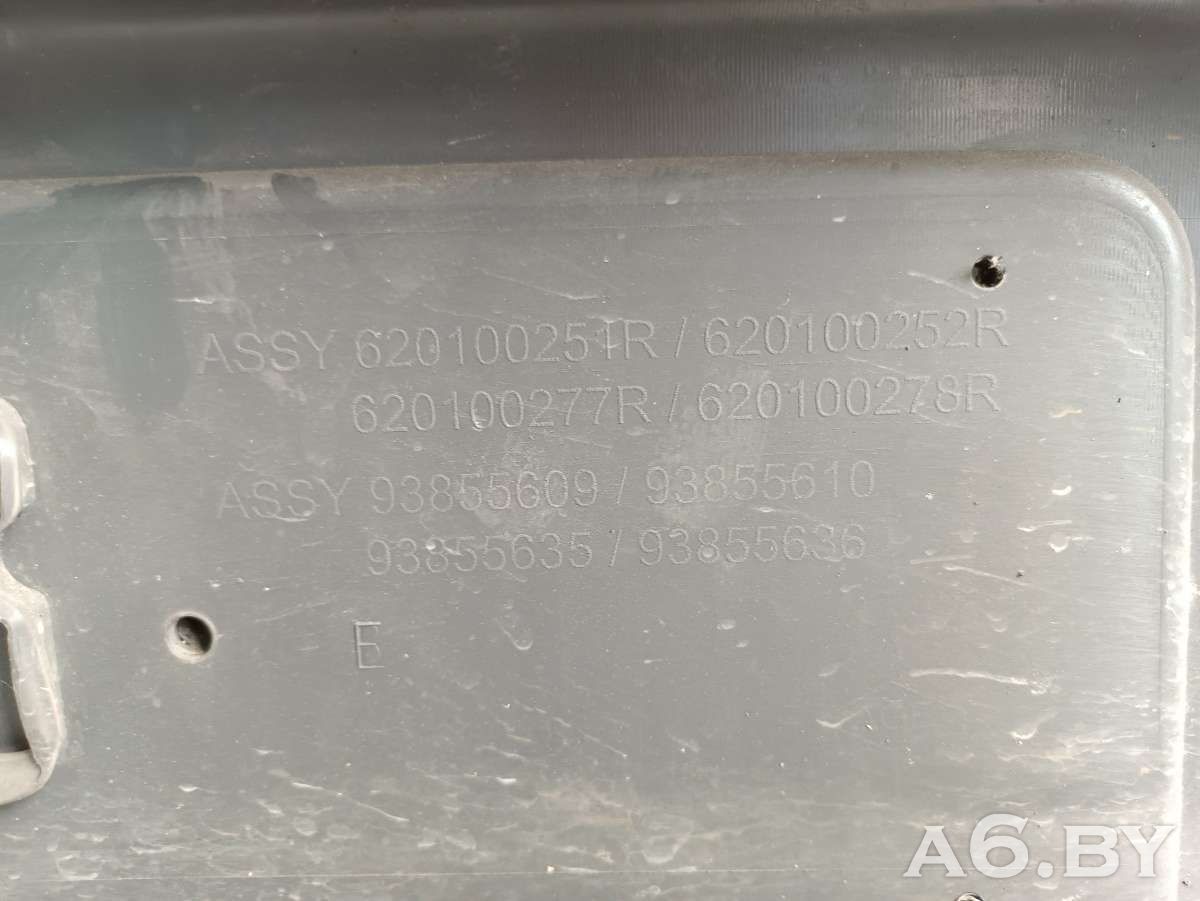 ASSY 620100251R / 620100252R
620100277R / 620100278R
ASSY 93855609 / 93855610
93855635 / 93855636
E
A6.BY